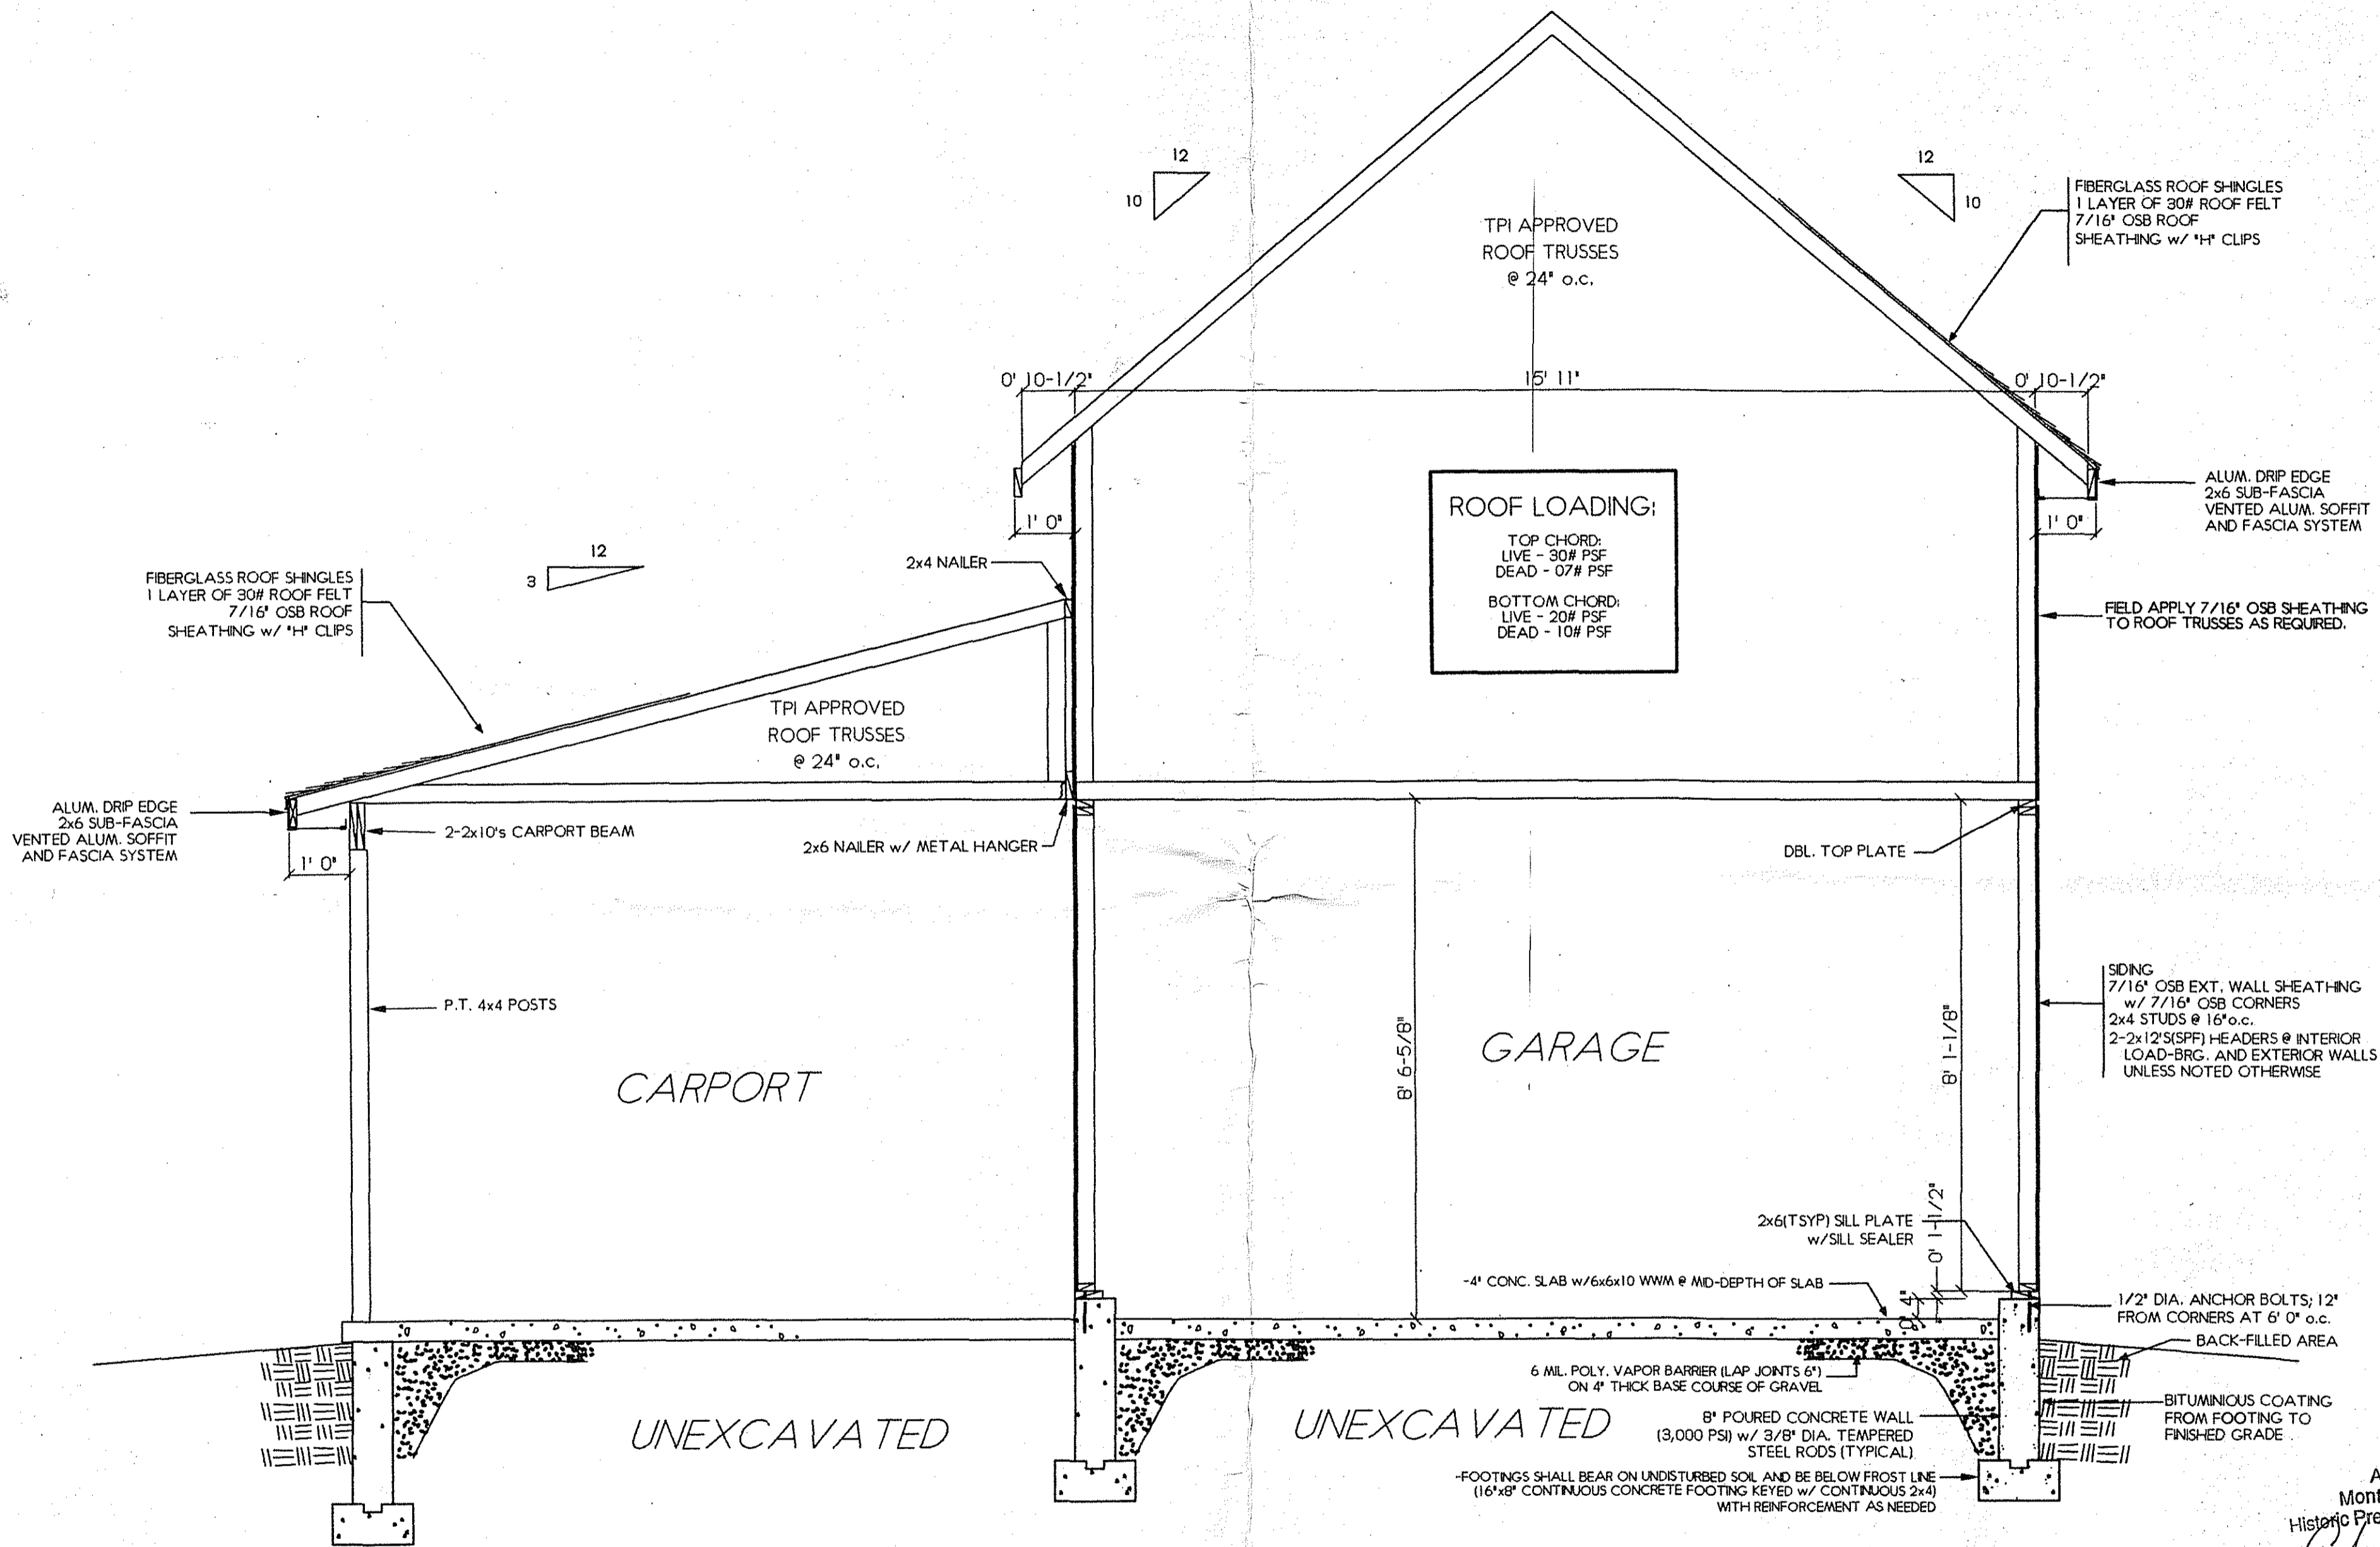 12
10
12
10
FIBERGLASS ROOF SHINGLES
1 LAYER OF 30# ROOF FELT
7/16" OSB ROOF
SHEATHING w/ "H" CLIPS
TPI APPROVED
ROOF TRUSSES
@ 24" o.c.
0' 10-1/2"
15' 11"
0' 10-1/2"
ALUM. DRIP EDGE
2x6 SUB-FASCIA
VENTED ALUM. SOFFIT
AND FASCIA SYSTEM
1' 0"
1' 0"
ROOF LOADING:
TOP CHORD:
LIVE - 30# PSF
DEAD - 07# PSF
BOTTOM CHORD:
LIVE - 20# PSF
DEAD - 10# PSF
12
3
2x4 NAILER
FIBERGLASS ROOF SHINGLES
1 LAYER OF 30# ROOF FELT
7/16" OSB ROOF
SHEATHING w/ "H" CLIPS
FIELD APPLY 7/16" OSB SHEATHING
TO ROOF TRUSSES AS REQUIRED.
TPI APPROVED
ROOF TRUSSES
@ 24" o.c.
ALUM. DRIP EDGE
2x6 SUB-FASCIA
VENTED ALUM. SOFFIT
AND FASCIA SYSTEM
1' 0"
2-2x10's CARPORT BEAM
2x6 NAILER w/ METAL HANGER
DBL. TOP PLATE
P.T. 4x4 POSTS
CARPORT
8' 6-5/8"
GARAGE
8' 1-1/8"
SIDING
7/16" OSB EXT. WALL SHEATHING
w/ 7/16" OSB CORNERS
2x4 STUDS @ 16"o.c.
2-2x12'S(SPF) HEADERS @ INTERIOR
LOAD-BRG. AND EXTERIOR WALLS
UNLESS NOTED OTHERWISE
2x6(TSYP) SILL PLATE
w/SILL SEALER
0' 1-1/2"
-4" CONC. SLAB w/6x6x10 WWM @ MID-DEPTH OF SLAB
0' 4"
1/2" DIA. ANCHOR BOLTS; 12"
FROM CORNERS AT 6' 0" o.c.
BACK-FILLED AREA
6 MIL. POLY. VAPOR BARRIER (LAP JOINTS 6")
ON 4" THICK BASE COURSE OF GRAVEL
UNEXCAVATED
UNEXCAVATED
8" POURED CONCRETE WALL
(3,000 PSI) w/ 3/8" DIA. TEMPERED
STEEL RODS (TYPICAL)
BITUMINIOUS COATING
FROM FOOTING TO
FINISHED GRADE
-FOOTINGS SHALL BEAR ON UNDISTURBED SOIL AND BE BELOW FROST LINE
(16"x8" CONTINUOUS CONCRETE FOOTING KEYED w/ CONTINUOUS 2x4)
WITH REINFORCEMENT AS NEEDED
A
Mont
Historic Pre